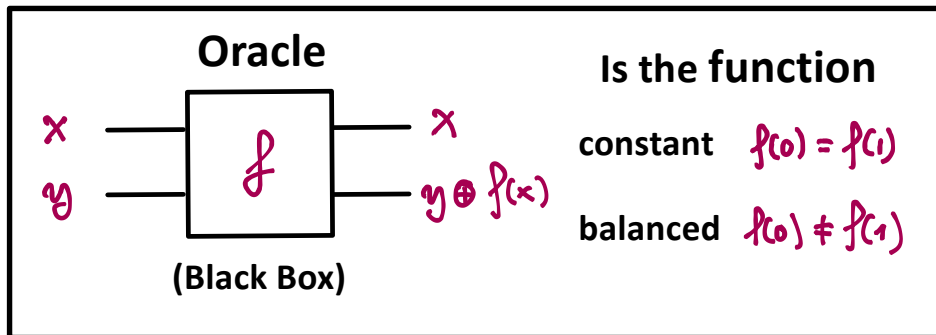 Oracle
x
y
f
x
y ⊕ f(x)
(Black Box)
Is the function
constant f(0) = f(1)
balanced f(0) ≠ f(1)